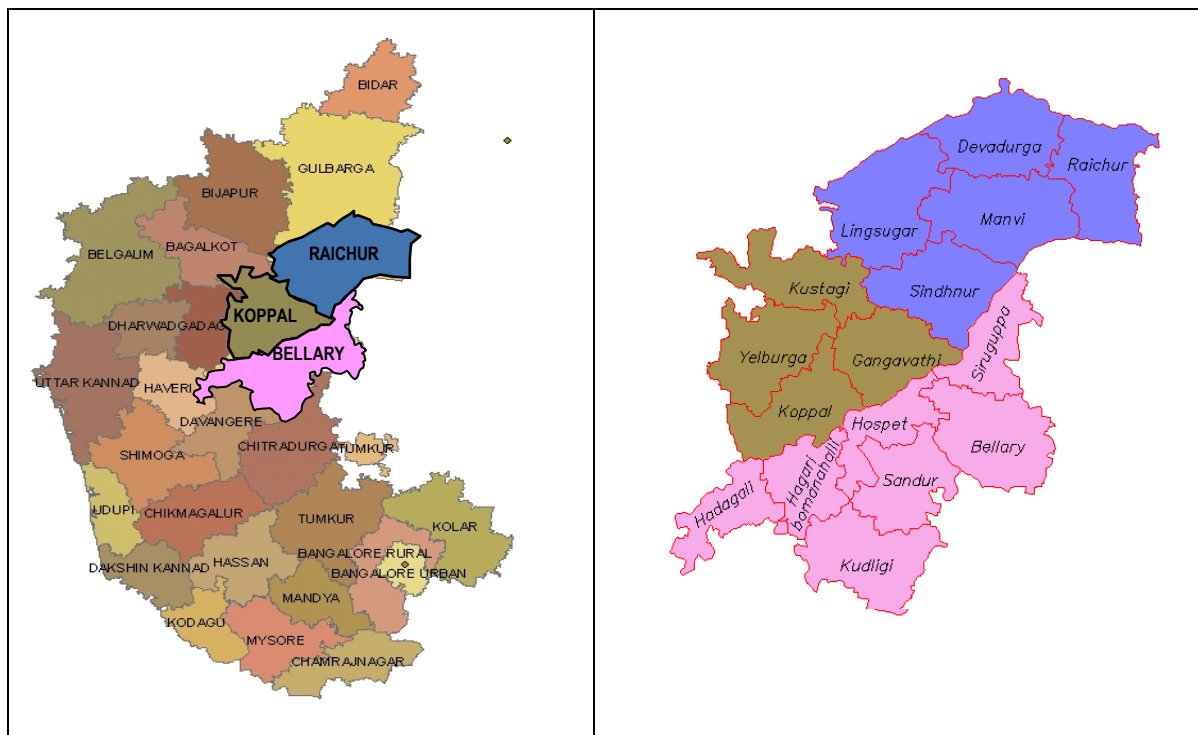 BIDAR
GULBARGA
BIJAPUR
BAGALKOT
BELGAUM
RAICHUR
KOPPAL
DHARWAD
GADAG
BELLARY
UTTAR KANNAD
HAVERI
DAVANGERE
CHITRADURGA
TUMKUR
SHIMOGA
UDUPI
CHIKMAGALUR
TUMKUR
KOLAR
DAKSHIN KANNAD
HASSAN
BANGALORE RURAL
BANGALORE URBAN
MANDYA
KODAGU
MYSORE
CHAMRAJNAGAR
Devadurga
Raichur
Manvi
Lingsugar
Sindhnur
Kustagi
Yelburga
Gangavathi
Siruguppa
Koppal
Hospet
Bellary
Hadagali
Hagari
bomanahalli
Sandur
Kudligi